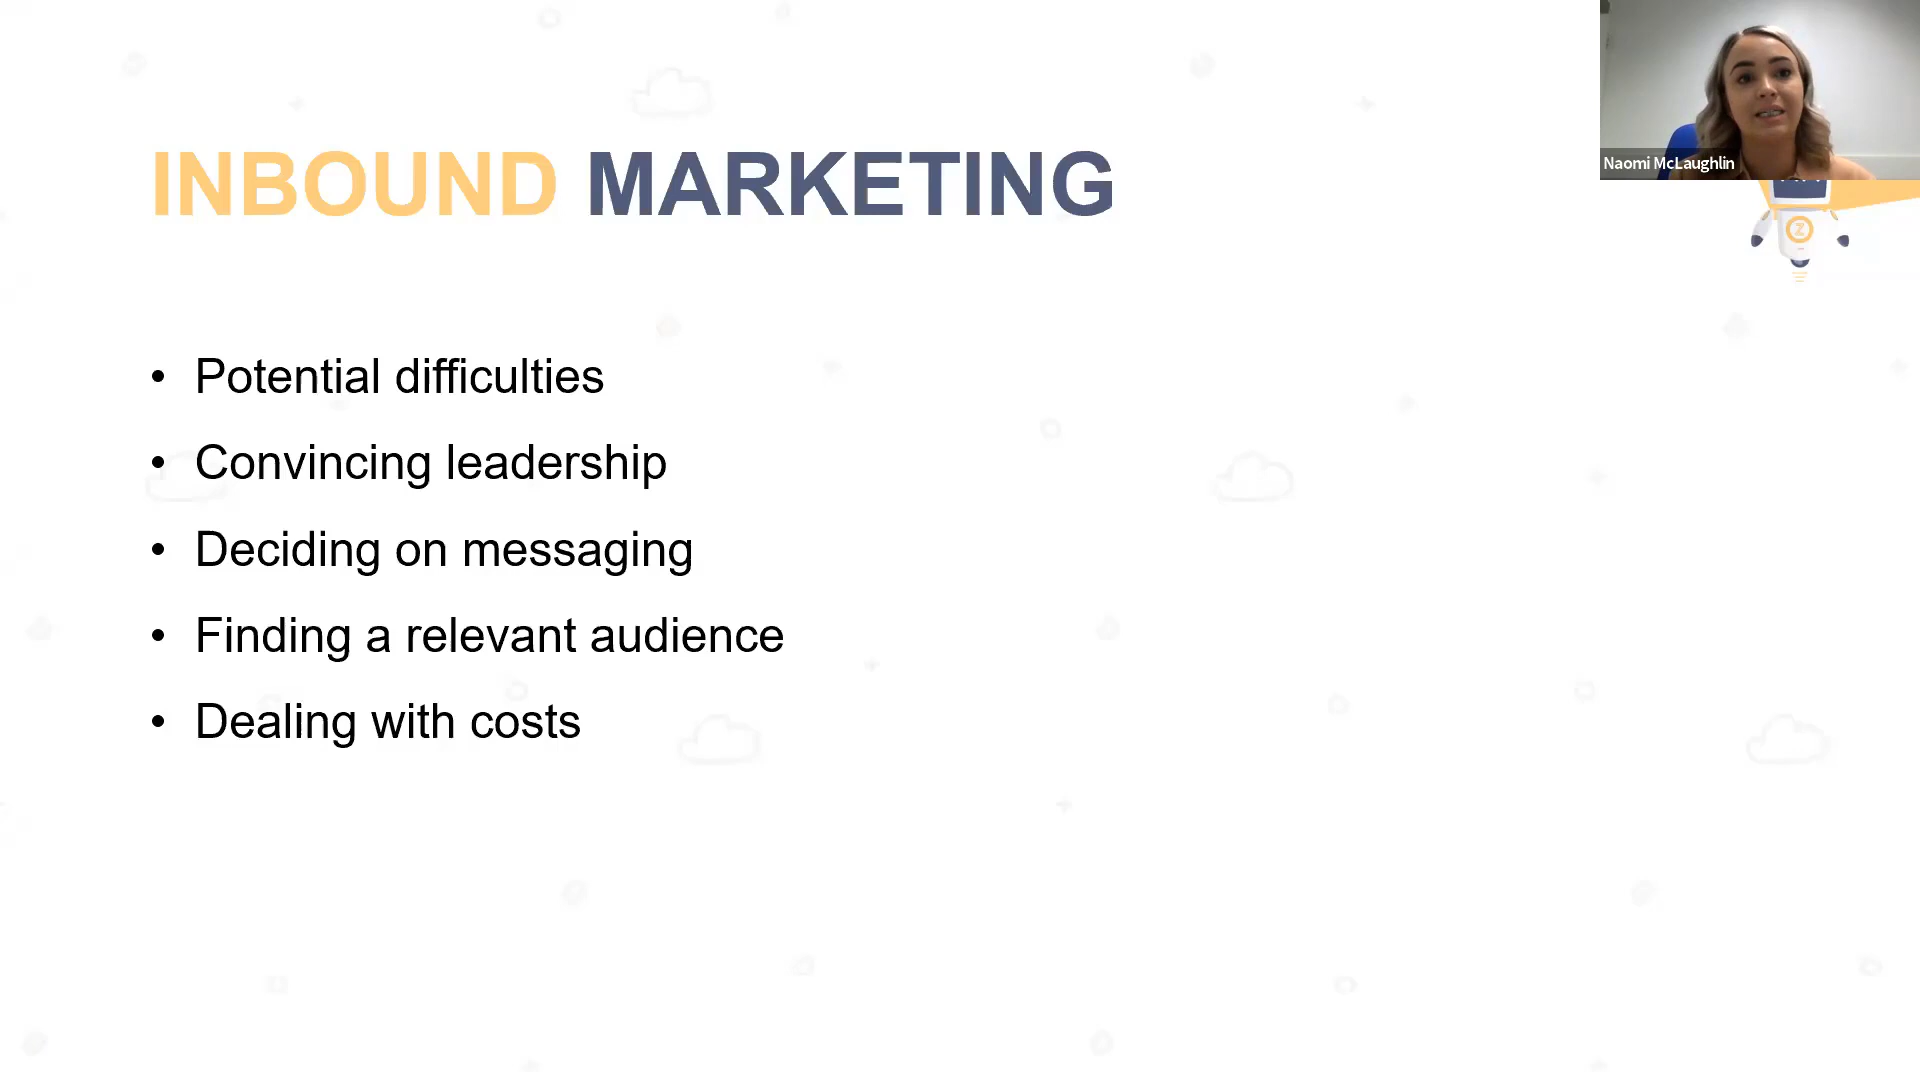 INBOUND MARKETING
Naomi McLaughlin
Z
• Potential difficulties
• Convincing leadership
• Deciding on messaging
• Finding a relevant audience
• Dealing with costs